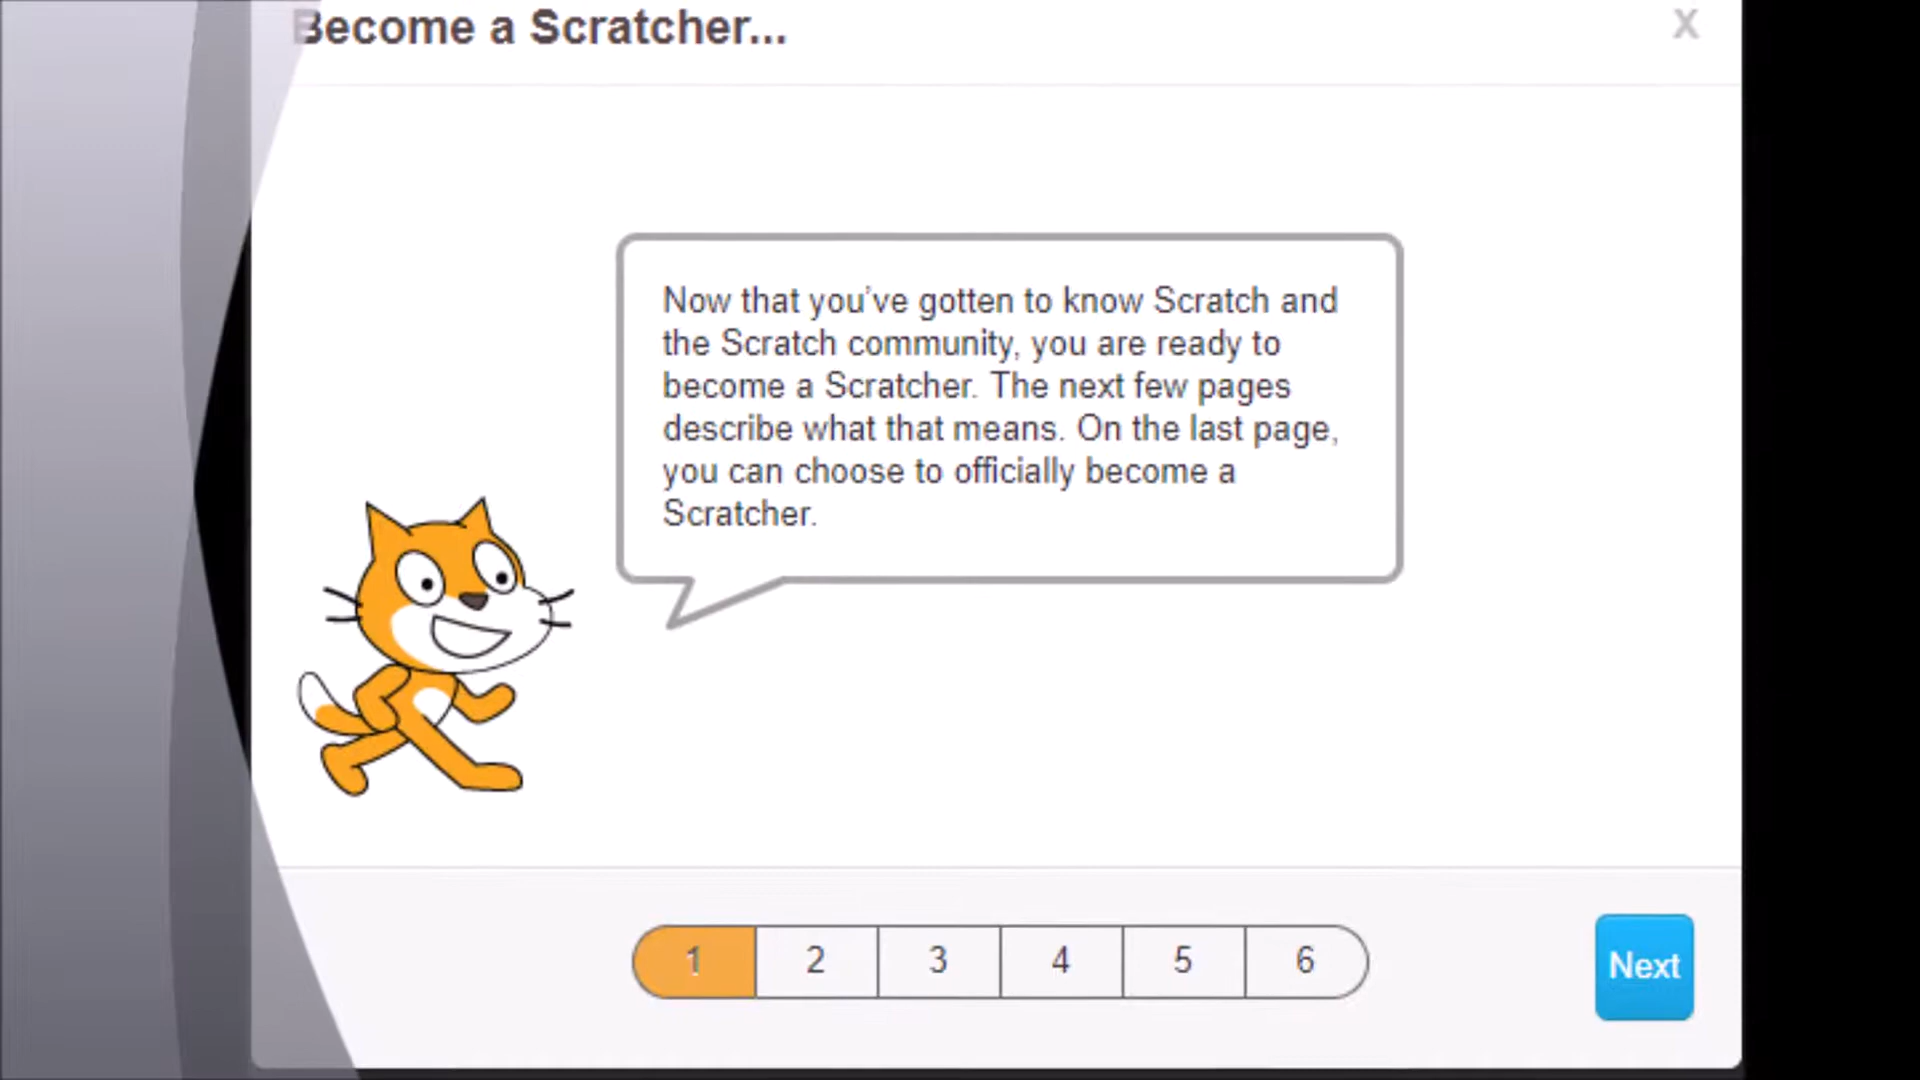 Become a Scratcher...
X
Now that you've gotten to know Scratch and
the Scratch community, you are ready to
become a Scratcher. The next few pages
describe what that means. On the last page,
you can choose to officially become a
Scratcher.
1 2 3 4 5 6
Next